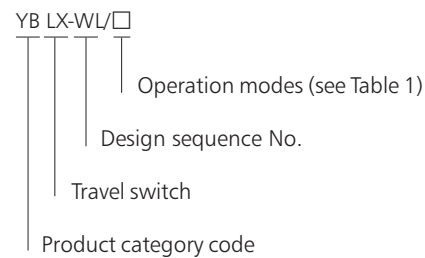 YB LX-WL/□
Operation modes (see Table 1)
Design sequence No.
Travel switch
Product category code